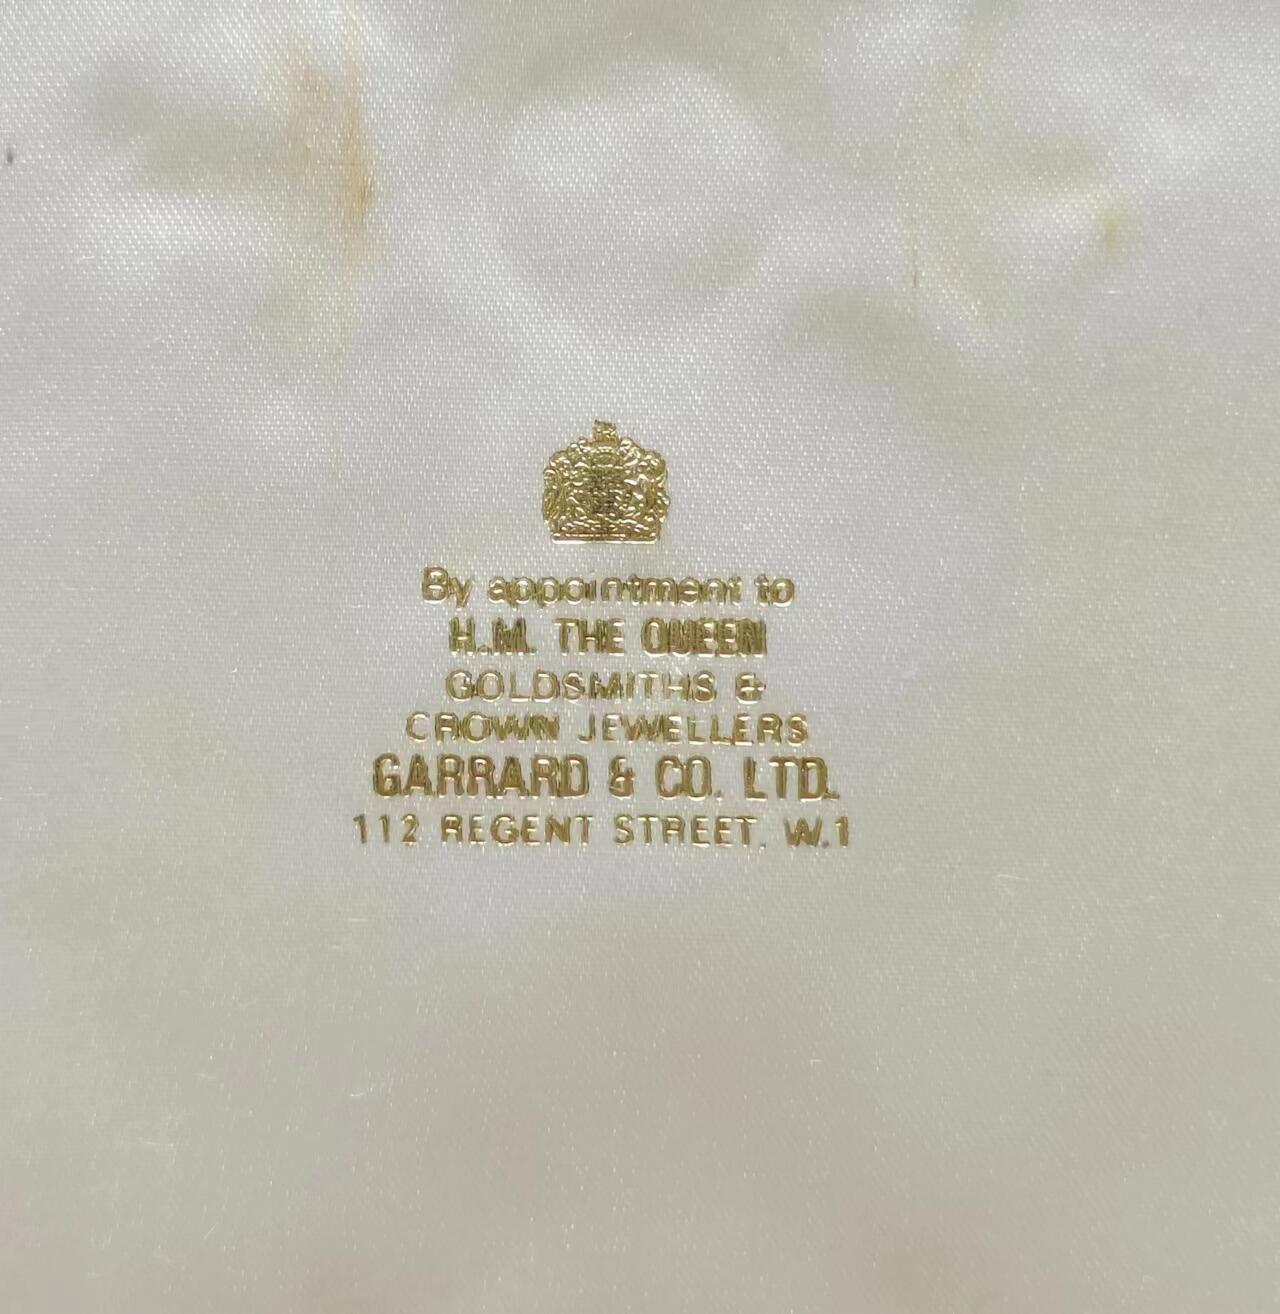 By appointment to
H.M. THE QUEEN
GOLDSMITHS &
CROWN JEWELLERS
GARRARD & CO. LTD.
112 REGENT STREET. W.1